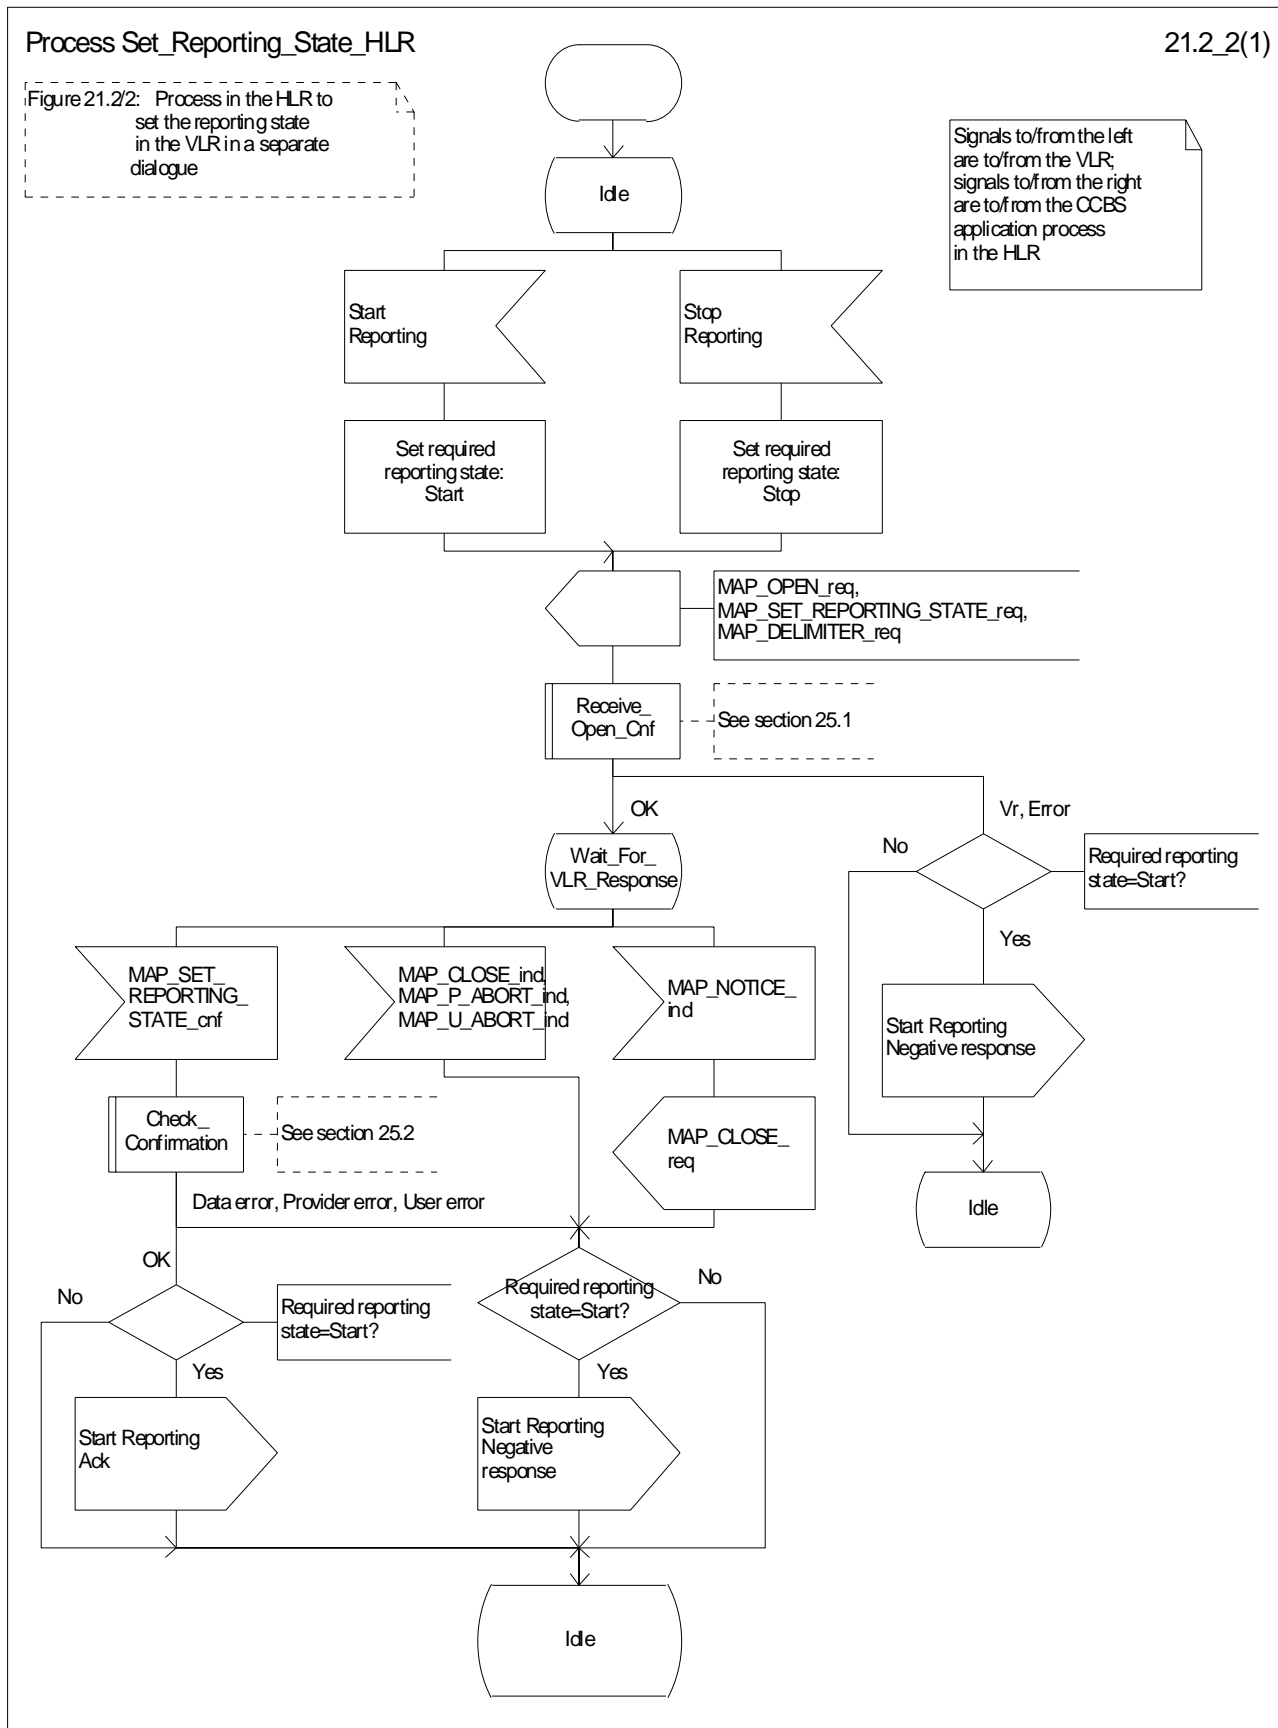 Process Set_Reporting_State_HLR
21.2_2(1)
Figure 21.2/2: Process in the HLR to
set the reporting state
in the VLR in a separate
dialogue
Signals to/from the left
are to/from the VLR;
signals to/from the right
are to/from the CCBS
application process
in the HLR
Idle
Start
Reporting
Stop
Reporting
Set required
reporting state:
Start
Set required
reporting state:
Stop
MAP_OPEN_req,
MAP_SET_REPORTING_STATE_req,
MAP_DELIMITER_req
Receive_
Open_Cnf
See section 25.1
OK
Vr, Error
Wait_For_
VLR_Response
No
Required reporting
state=Start?
Yes
MAP_SET_
REPORTING_
STATE_cnf
MAP_CLOSE_ind,
MAP_P_ABORT_ind,
MAP_U_ABORT_ind
MAP_NOTICE_
ind
Start Reporting
Negative response
Check_
Confirmation
See section 25.2
MAP_CLOSE_
req
Data error, Provider error, User error
Idle
OK
No
Required reporting
state=Start?
Required reporting
state=Start?
No
Yes
Yes
Start Reporting
Ack
Start Reporting
Negative
response
Idle